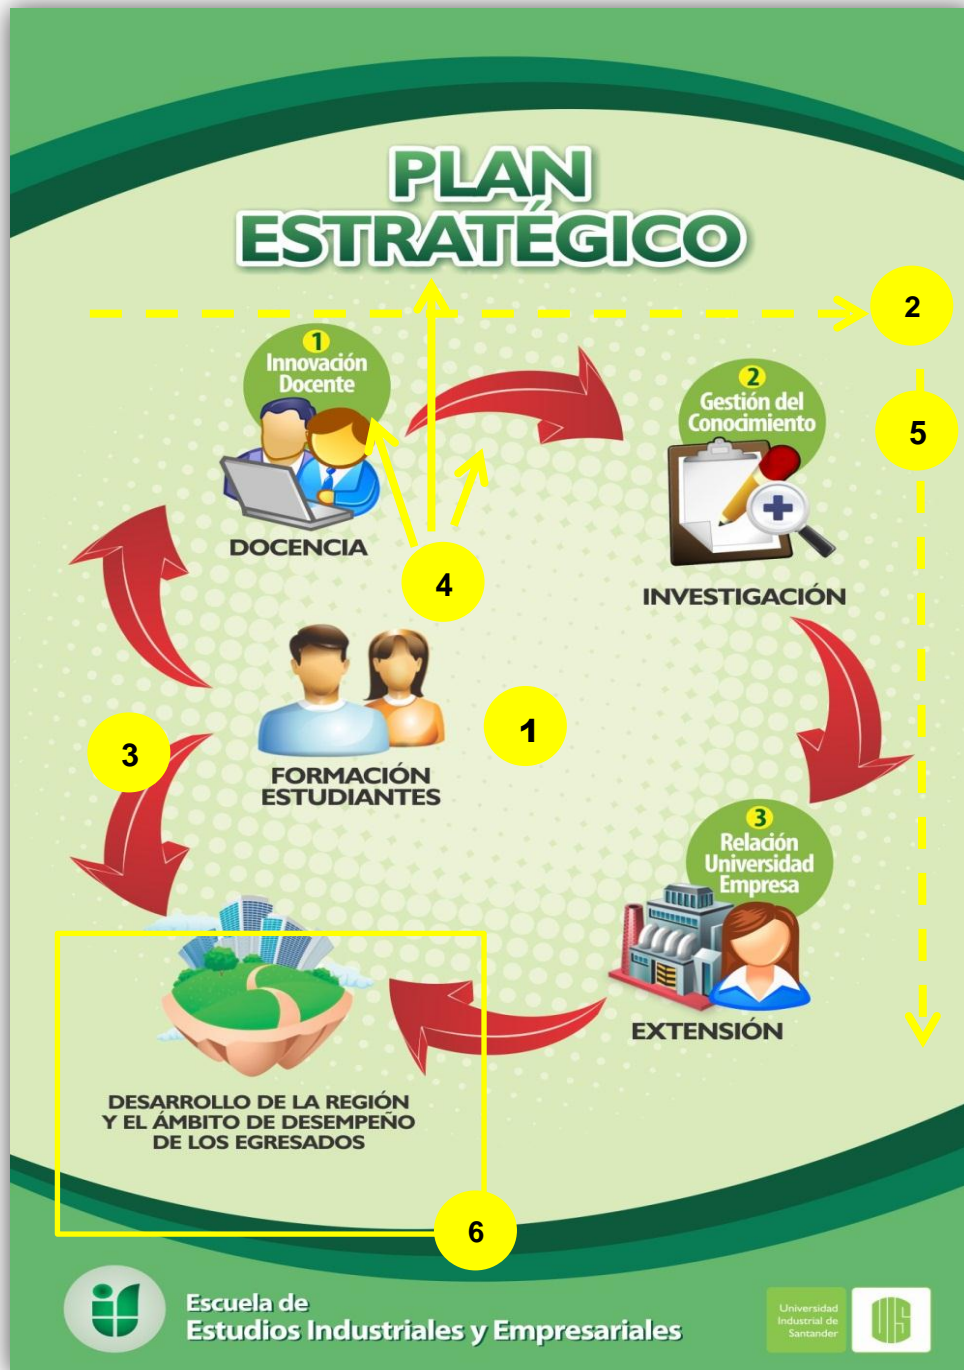 PLAN
ESTRATÉGICO
2
1
Innovación
Docente
2
Gestión del
Conocimiento
5
DOCENCIA
4
INVESTIGACIÓN
1
3
FORMACIÓN
ESTUDIANTES
3
Relación
Universidad
Empresa
EXTENSIÓN
DESARROLLO DE LA REGIÓN
Y EL ÁMBITO DE DESEMPEÑO
DE LOS EGRESADOS
6
Escuela de
Estudios Industriales y Empresariales
Universidad
Industrial de
Santander
UIS